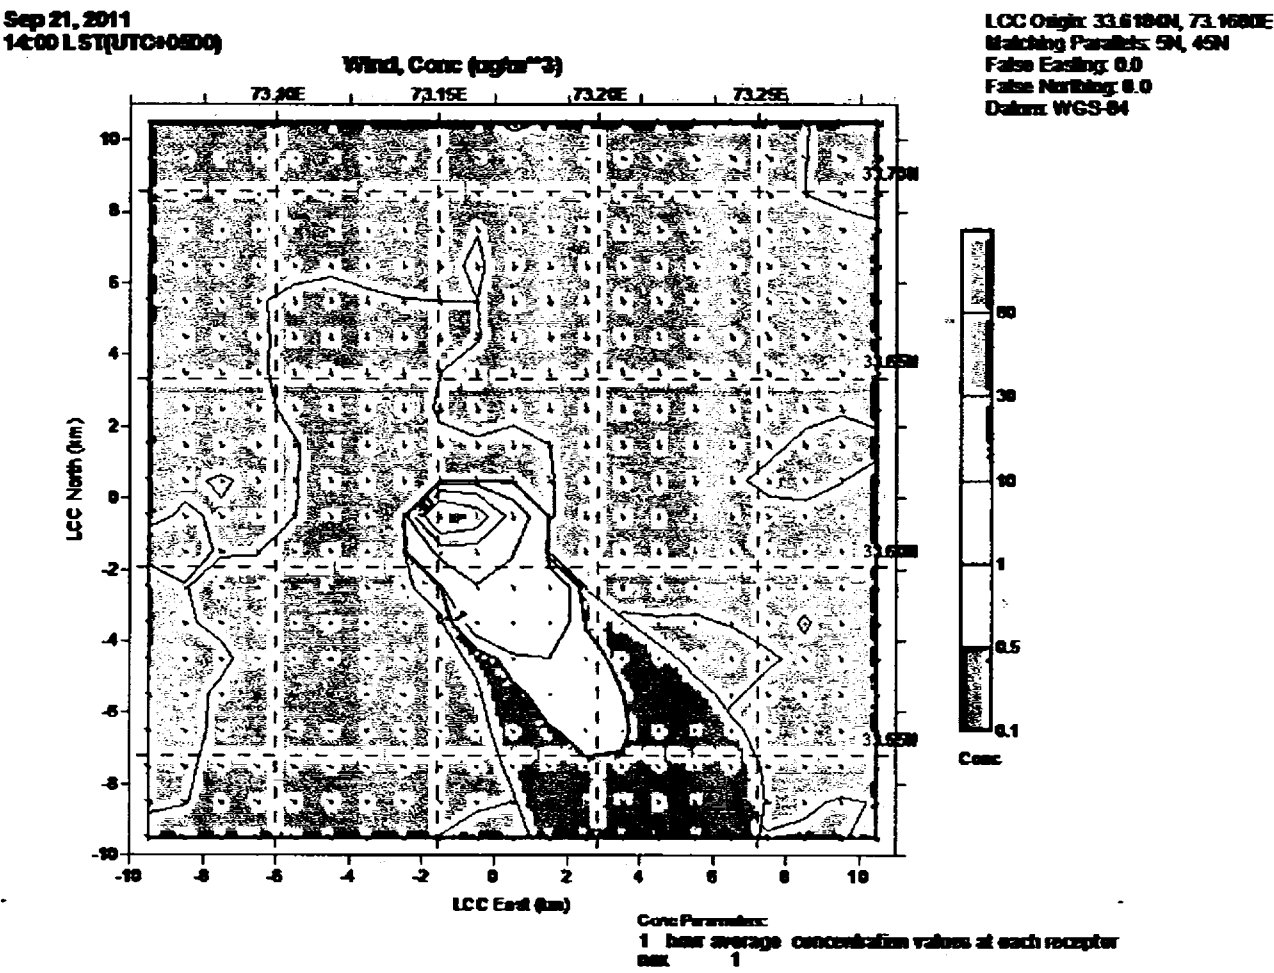 Sep 21, 2011
14:00 LST(UTC+0500)
LCC Origin: 33.6184N, 73.1680E
Matching Parallels: 5N, 45N
False Easting: 0.0
False Northing: 0.0
Datum: WGS-84
Wind, Conc (ug/m**3)
73.10E 73.15E 73.20E 73.25E
33.70N
33.65N
33.60N
33.55N
10
8
6
4
2
0
-2
-4
-6
-8
-10
LCC North (km)
-10 -8 -6 -4 -2 0 2 4 6 8 10
LCC East (km)
60
30
10
1
0.5
0.1
Conc
Conc Parameters:
1 hour average concentration values at each receptor
max 1